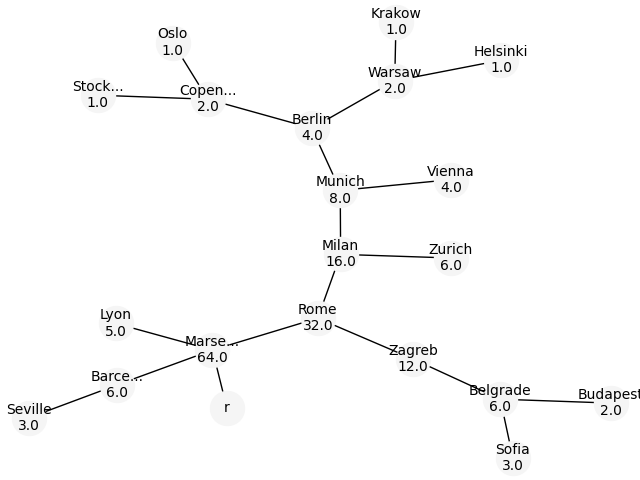 Krakow
1.0
Oslo
1.0
Helsinki
1.0
Warsaw
2.0
Stock...
1.0
Copen...
2.0
Berlin
4.0
Vienna
4.0
Munich
8.0
Milan
16.0
Zurich
6.0
Rome
32.0
Lyon
5.0
Marse...
64.0
Zagreb
12.0
Barce...
6.0
Belgrade
6.0
Budapest
2.0
r
Seville
3.0
Sofia
3.0